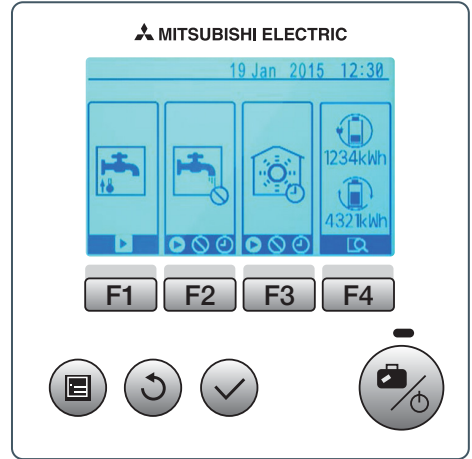 MITSUBISHI ELECTRIC
19 Jan 2015 12:30
1234kWh
4321kWh
F1 F2 F3 F4